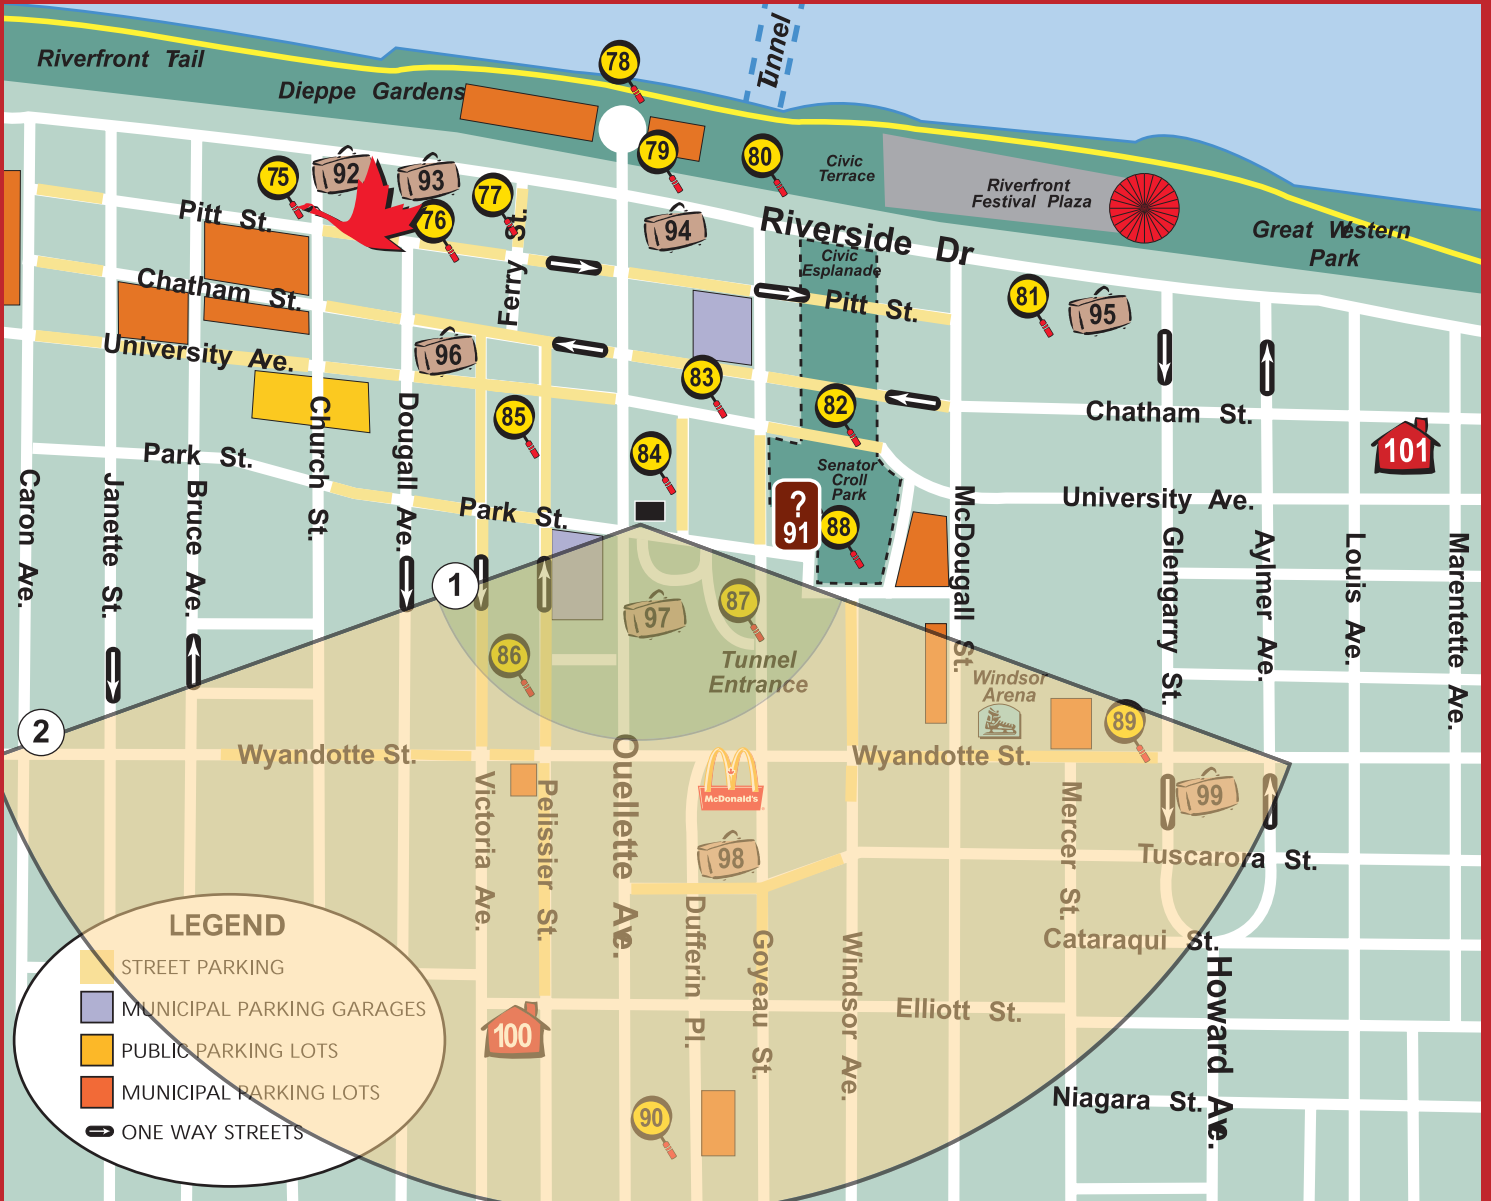 Tunnel
78
Riverfront Tail
Dieppe Gardens
79
80
Civic
Terrace
Riverfront
Festival Plaza
Great Western
Park
75
92
93
76
77
94
Riverside Dr
Pitt St.
Ferry St.
Civic
Esplanade
Pitt St.
81
95
Chatham St.
University Ave.
96
83
82
85
Chatham St.
101
Church St.
Dougall Ave.
Park St.
84
Senator
Croll
Park
?
91
88
University Ave.
Park St.
Caron Ave.
Janette St.
Bruce Ave.
McDougall St.
Glengarry St.
Aylmer Ave.
Louis Ave.
Marentette Ave.
1
97
87
86
Tunnel
Entrance
Windsor
Arena
89
2
Wyandotte St.
Wyandotte St.
Victoria Ave.
Pelissier St.
Ouellette Ave.
McDonald's
98
99
Mercer St.
Tuscarora St.
Dufferin Pl.
Goyeau St.
Windsor Ave.
Cataraqui St.
Howard Ave.
Elliott St.
100
Niagara St.
90
LEGEND
STREET PARKING
MUNICIPAL PARKING GARAGES
PUBLIC PARKING LOTS
MUNICIPAL PARKING LOTS
ONE WAY STREETS